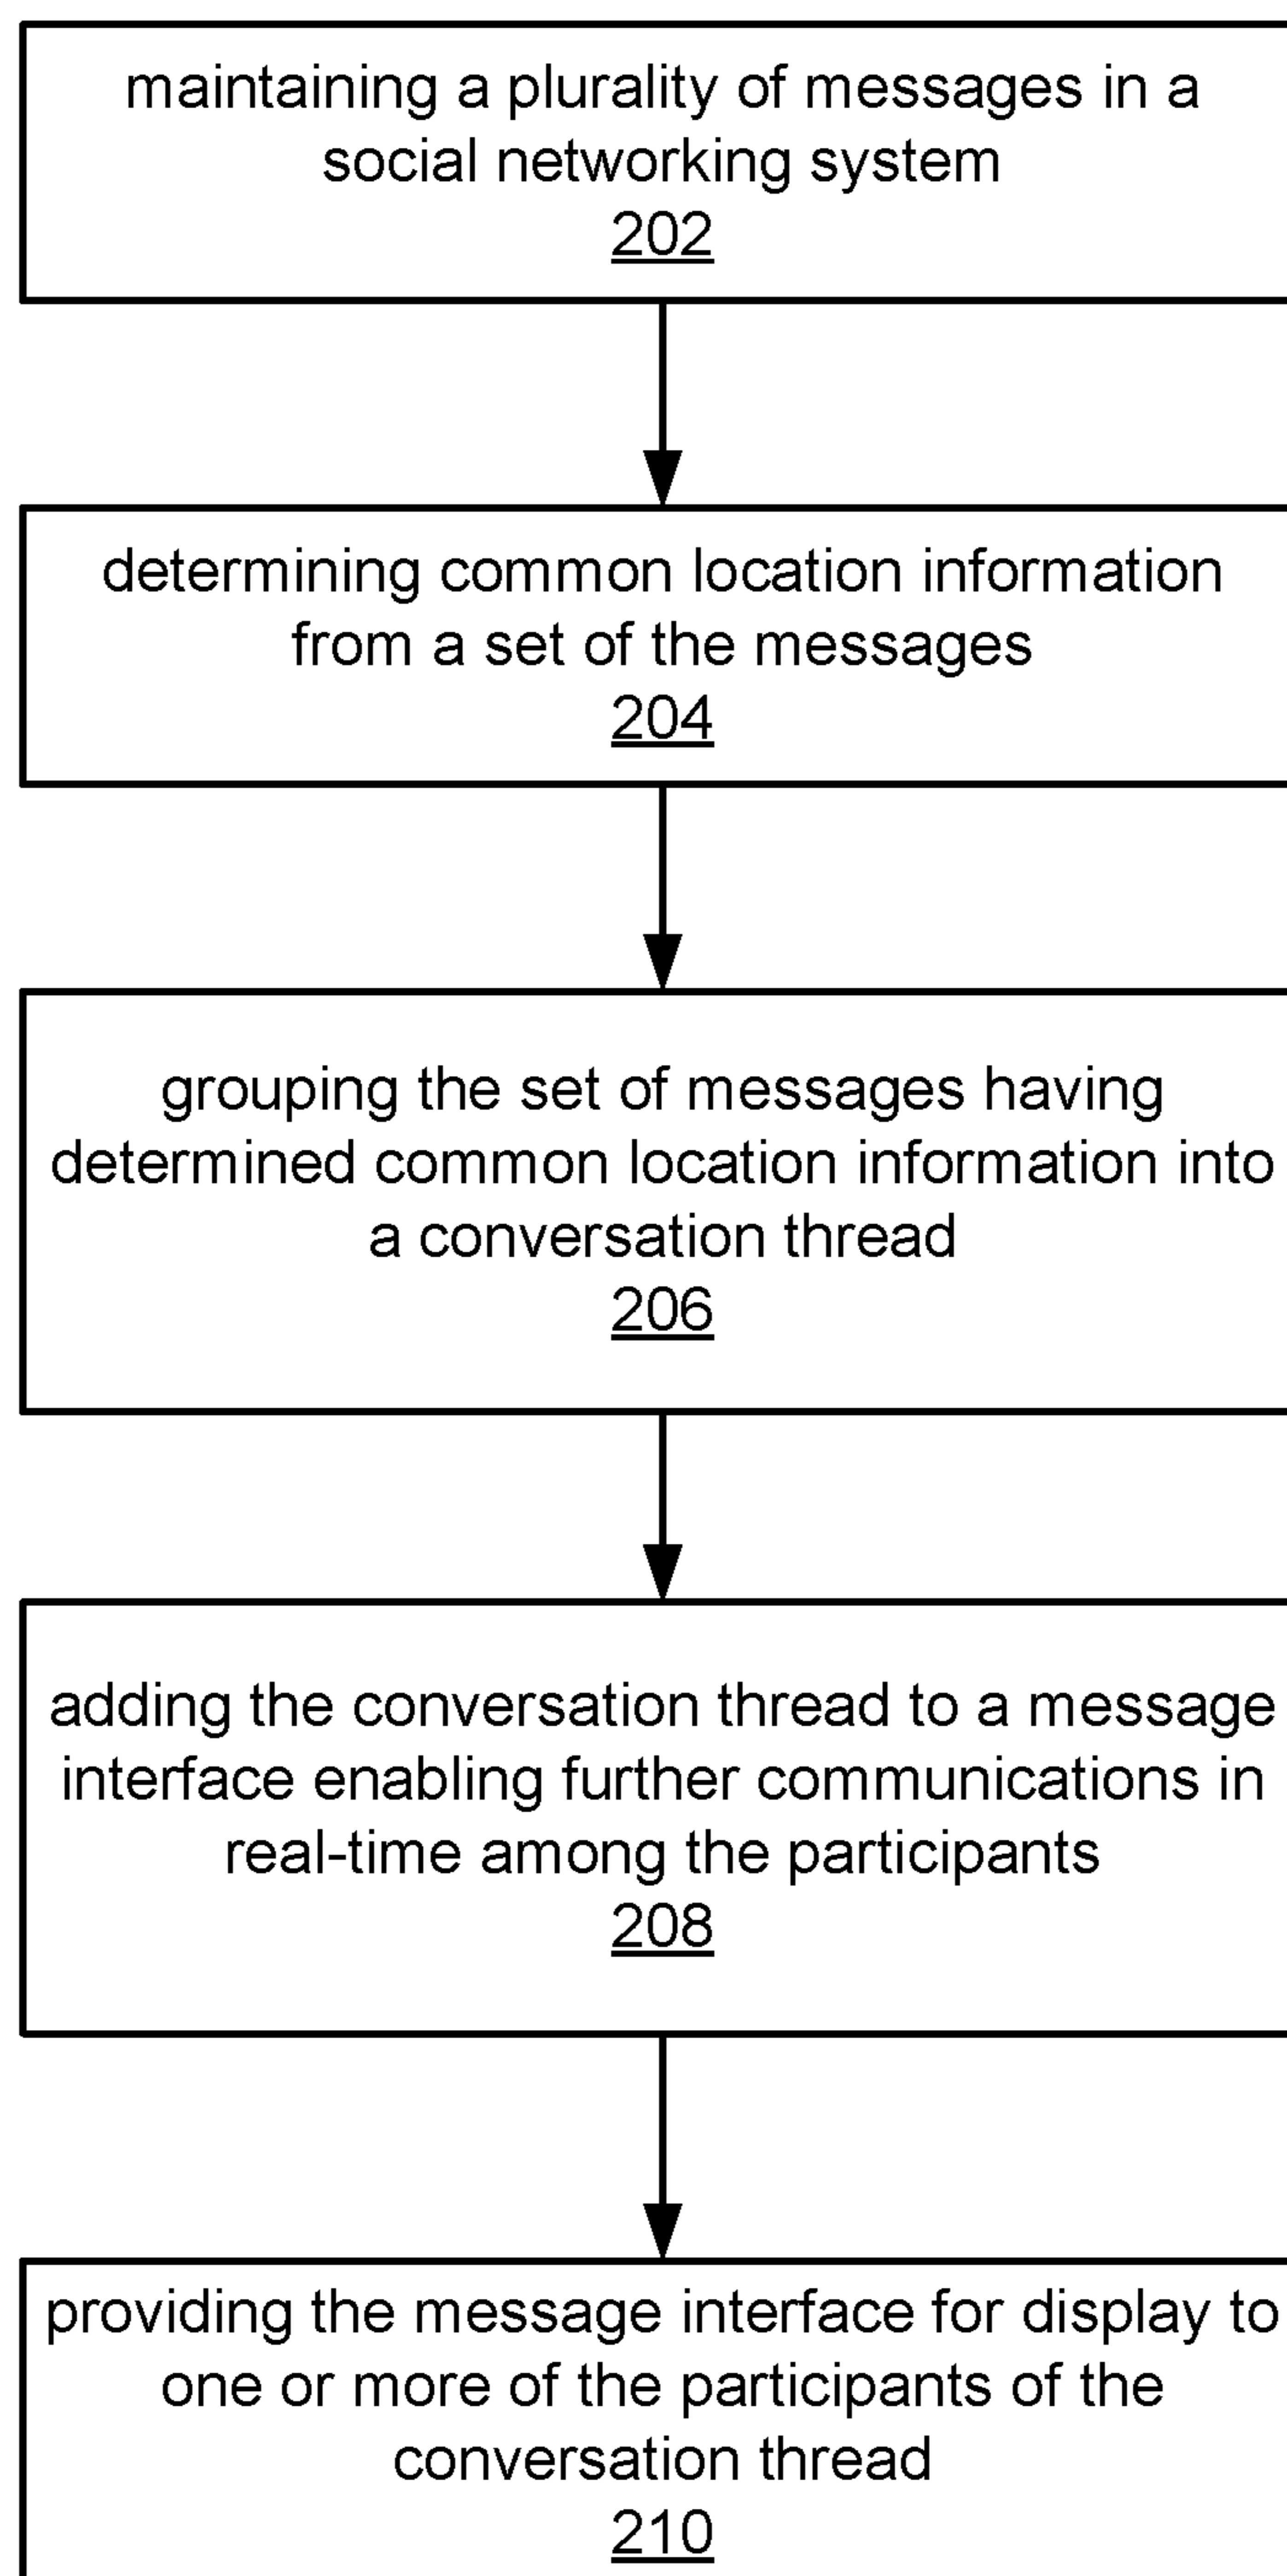 maintaining a plurality of messages in a
social networking system
202
determining common location information
from a set of the messages
204
grouping the set of messages having
determined common location information into
a conversation thread
206
adding the conversation thread to a message
interface enabling further communications in
real-time among the participants
208
providing the message interface for display to
one or more of the participants of the
conversation thread
210